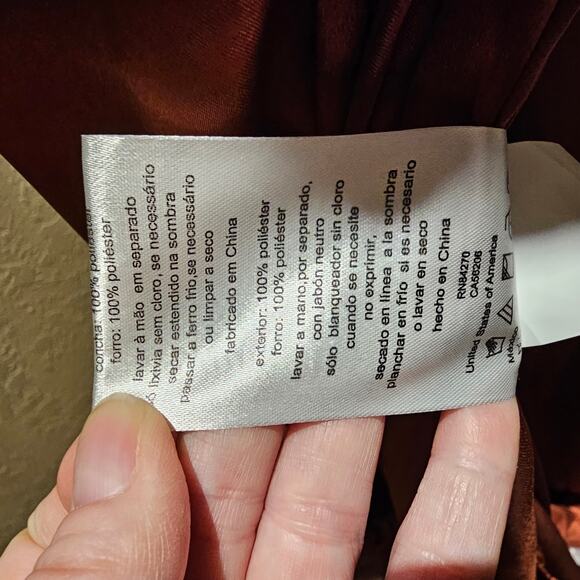 concha: 100% poliéster
forro: 100% poliéster
lavar à mão em separado
lixívia sem cloro, se necessário
secar estendido na sombra
passar a ferro frio,se necessário
ou limpar a seco
fabricado em China
exterior: 100% poliéster
forro: 100% poliéster
lavar a mano,por separado,
con jabón neutro
sólo blanqueador sin cloro
cuando se necesite
no exprimir,
secado en línea a la sombra
planchar en frío si es necesario
o lavar en seco
hecho en China
RN84270
CA56206
United States of America
México